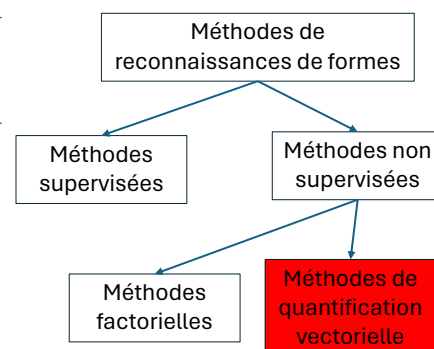 Méthodes de
reconnaissances de formes
Méthodes
supervisées
Méthodes non
supervisées
Méthodes
factorielles
Méthodes de
quantification
vectorielle